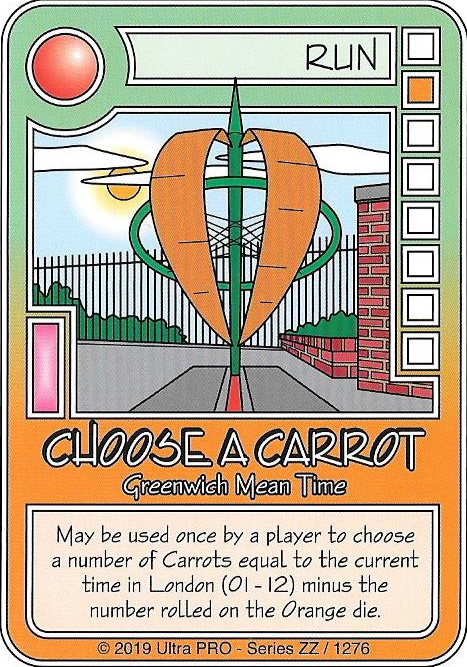 RUN
CHOOSE A CARROT
Greenwich Mean Time
May be used once by a player to choose
a number of Carrots equal to the current
time in London (01-12) minus the
number rolled on the Orange die.
© 2019 Ultra PRO - Series ZZ / 1276